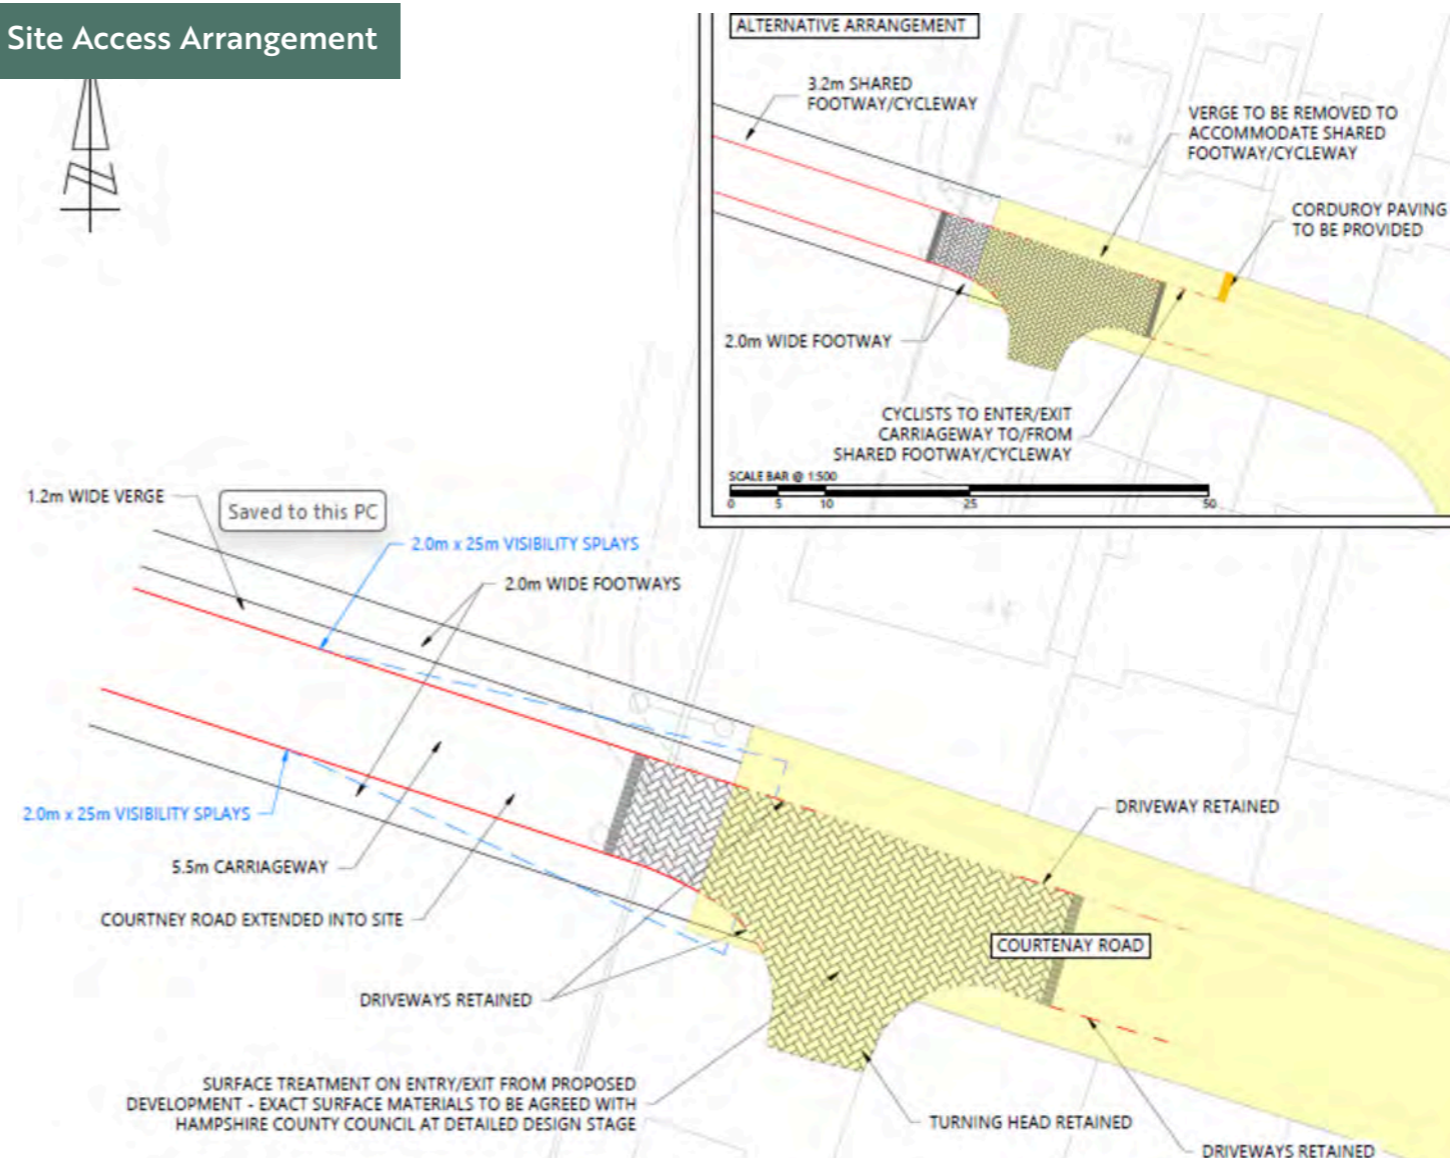 Site Access Arrangement
N
ALTERNATIVE ARRANGEMENT
3.2m SHARED
FOOTWAY/CYCLEWAY
VERGE TO BE REMOVED TO
ACCOMMODATE SHARED
FOOTWAY/CYCLEWAY
CORDUROY PAVING
TO BE PROVIDED
2.0m WIDE FOOTWAY
CYCLISTS TO ENTER/EXIT
CARRIAGEWAY TO/FROM
SHARED FOOTWAY/CYCLEWAY
SCALE BAR @ 1:500
0 5 10 25 50
1.2m WIDE VERGE
Saved to this PC
2.0m x 25m VISIBILITY SPLAYS
2.0m WIDE FOOTWAYS
2.0m x 25m VISIBILITY SPLAYS
5.5m CARRIAGEWAY
COURTNEY ROAD EXTENDED INTO SITE
DRIVEWAY RETAINED
COURTENAY ROAD
DRIVEWAYS RETAINED
SURFACE TREATMENT ON ENTRY/EXIT FROM PROPOSED
DEVELOPMENT - EXACT SURFACE MATERIALS TO BE AGREED WITH
HAMPSHIRE COUNTY COUNCIL AT DETAILED DESIGN STAGE
TURNING HEAD RETAINED
DRIVEWAYS RETAINED